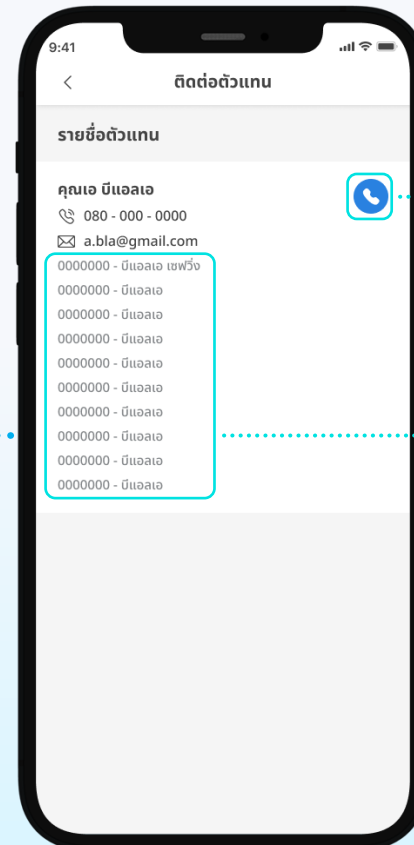 9:41
ติดต่อตัวแทน
รายชื่อตัวแทน
คุณเอ บีแอลเอ
080 - 000 - 0000
a.bla@gmail.com
0000000 - บีแอลเอ เซฟวิ่ง
0000000 - บีแอลเอ
0000000 - บีแอลเอ
0000000 - บีแอลเอ
0000000 - บีแอลเอ
0000000 - บีแอลเอ
0000000 - บีแอลเอ
0000000 - บีแอลเอ
0000000 - บีแอลเอ
0000000 - บีแอลเอ